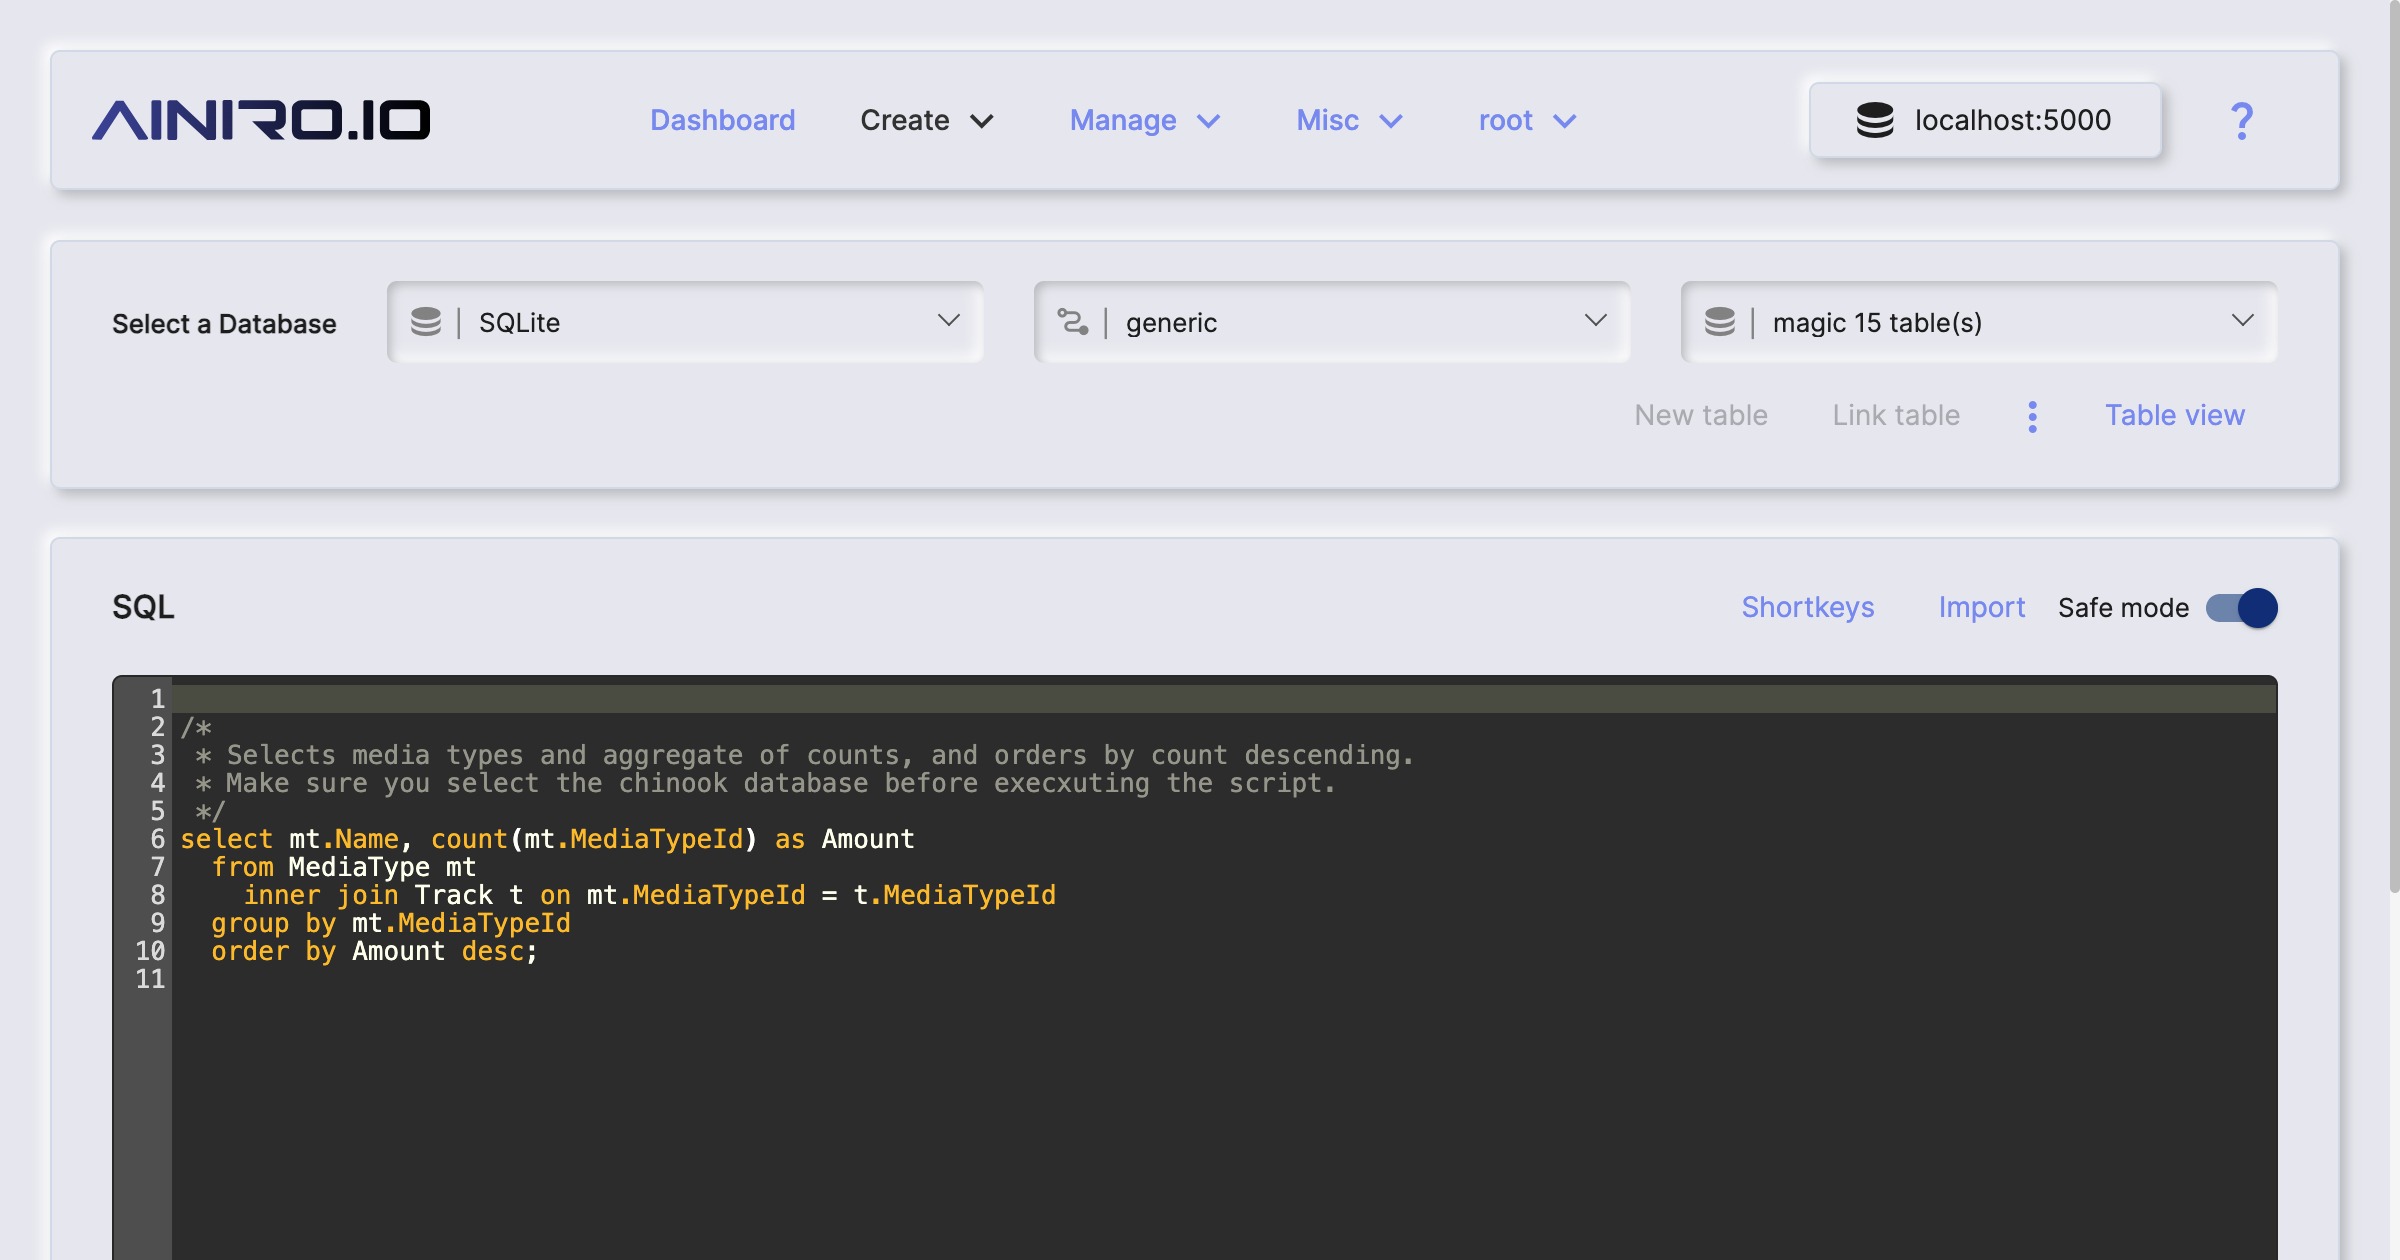 AINIRO.IO
Dashboard Create Manage Misc root localhost:5000 ?
Select a Database | SQLite | generic | magic 15 table(s)
New table Link table Table view
SQL Shortkeys Import Safe mode
1
2 /*
3  * Selects media types and aggregate of counts, and orders by count descending.
4  * Make sure you select the chinook database before execxuting the script.
5  */
6 select mt.Name, count(mt.MediaTypeId) as Amount
7   from MediaType mt
8     inner join Track t on mt.MediaTypeId = t.MediaTypeId
9   group by mt.MediaTypeId
10   order by Amount desc;
11